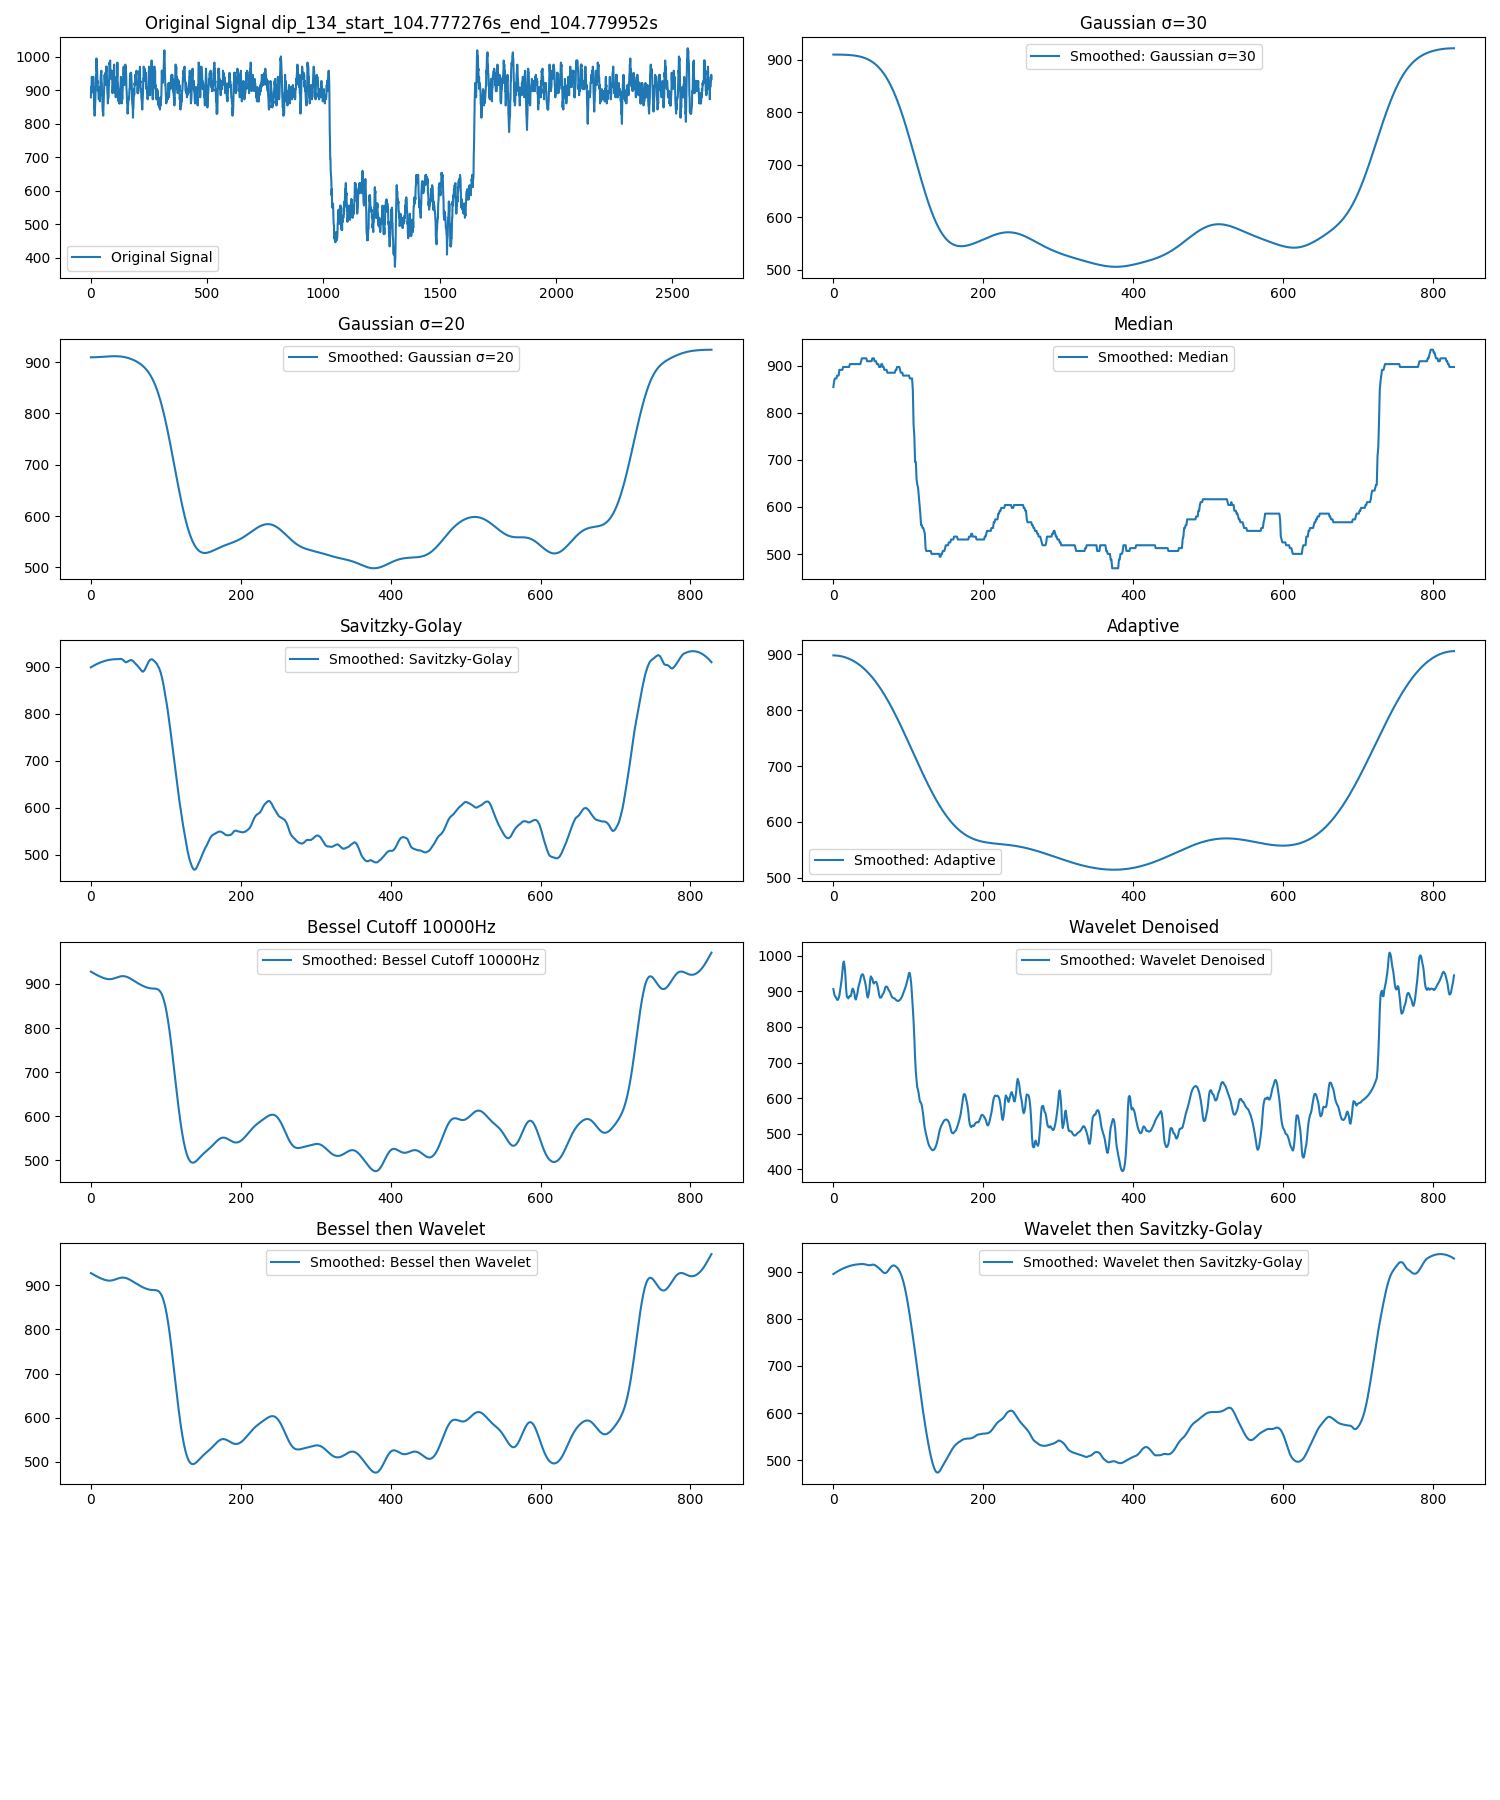 Original Signal dip_134_start_104.777276s_end_104.779952s
1000
900
800
700
600
500
400
Original Signal
0 500 1000 1500 2000 2500
Gaussian σ=30
900
800
700
600
500
Smoothed: Gaussian σ=30
0 200 400 600 800
Gaussian σ=20
900
800
700
600
500
Smoothed: Gaussian σ=20
0 200 400 600 800
Median
900
800
700
600
500
Smoothed: Median
0 200 400 600 800
Savitzky-Golay
900
800
700
600
500
Smoothed: Savitzky-Golay
0 200 400 600 800
Adaptive
900
800
700
600
500
Smoothed: Adaptive
0 200 400 600 800
Bessel Cutoff 10000Hz
900
800
700
600
500
Smoothed: Bessel Cutoff 10000Hz
0 200 400 600 800
Wavelet Denoised
1000
900
800
700
600
500
400
Smoothed: Wavelet Denoised
0 200 400 600 800
Bessel then Wavelet
900
800
700
600
500
Smoothed: Bessel then Wavelet
0 200 400 600 800
Wavelet then Savitzky-Golay
900
800
700
600
500
Smoothed: Wavelet then Savitzky-Golay
0 200 400 600 800